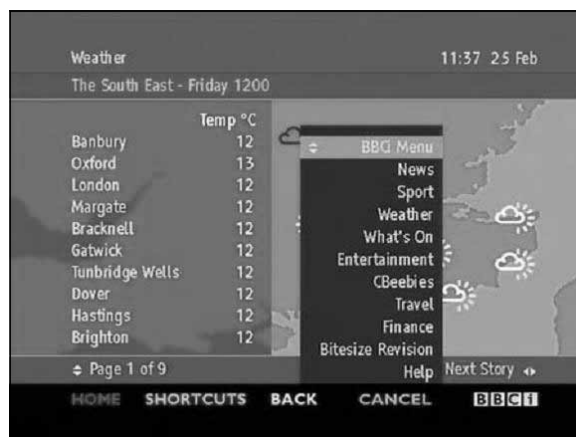 Weather 11:37 25 Feb
The South East - Friday 1200
Temp °C
Banbury 12
Oxford 13
London 12
Margate 12
Bracknell 12
Gatwick 12
Tunbridge Wells 12
Dover 12
Hastings 12
Brighton 12
BBCi Menu
News
Sport
Weather
What's On
Entertainment
CBeebies
Travel
Finance
Bitesize Revision
Help
Page 1 of 9 Next Story
HOME SHORTCUTS BACK CANCEL BBCi